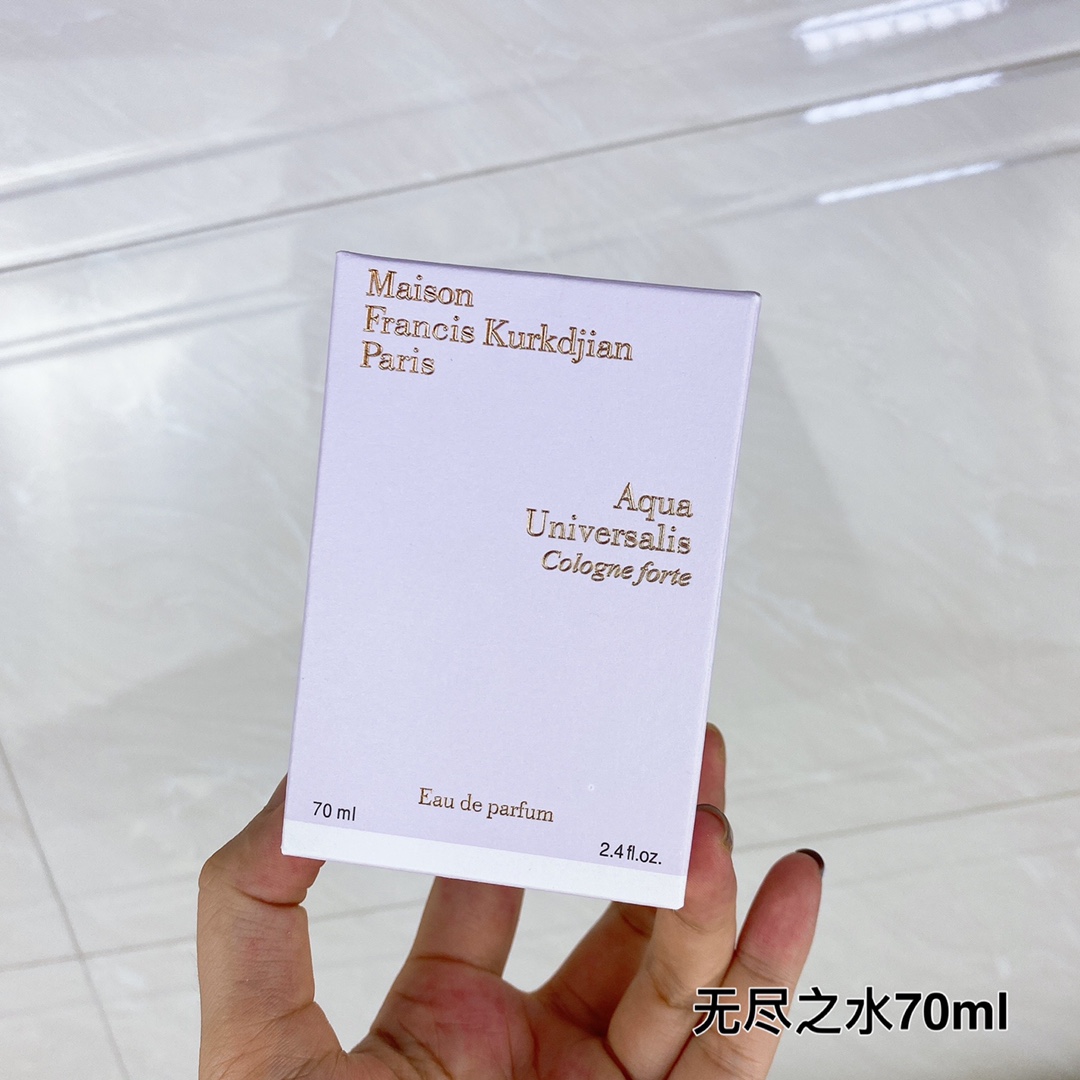 Maison
Francis Kurkdjian
Paris
Aqua
Universalis
Cologne forte
Eau de parfum
70 ml
2.4 fl.oz.
无尽之水70ml